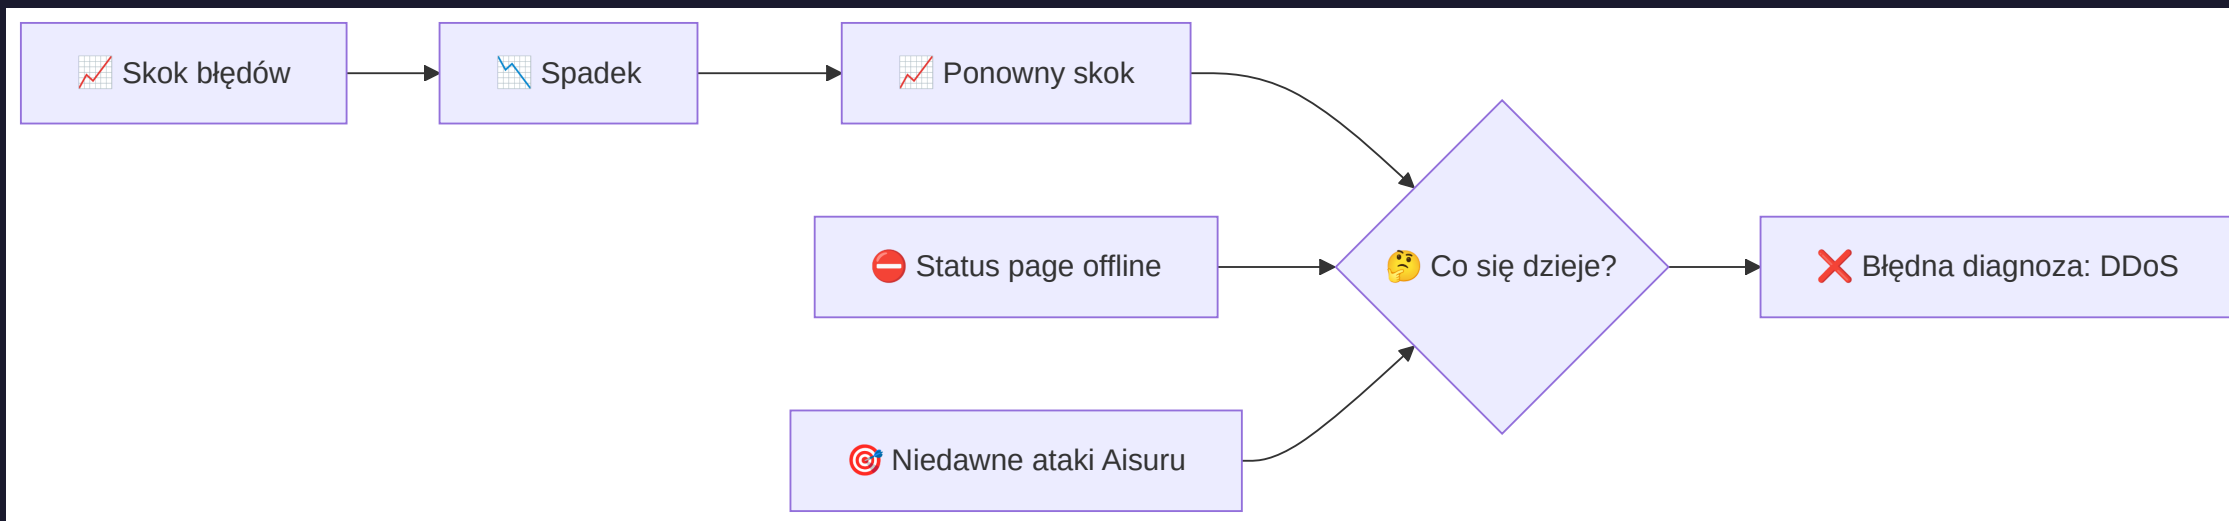 📈 Skok błędów
📉 Spadek
📈 Ponowny skok
⛔ Status page offline
🤔 Co się dzieje?
❌ Błędna diagnoza: DDoS
🎯 Niedawne ataki Aisuru